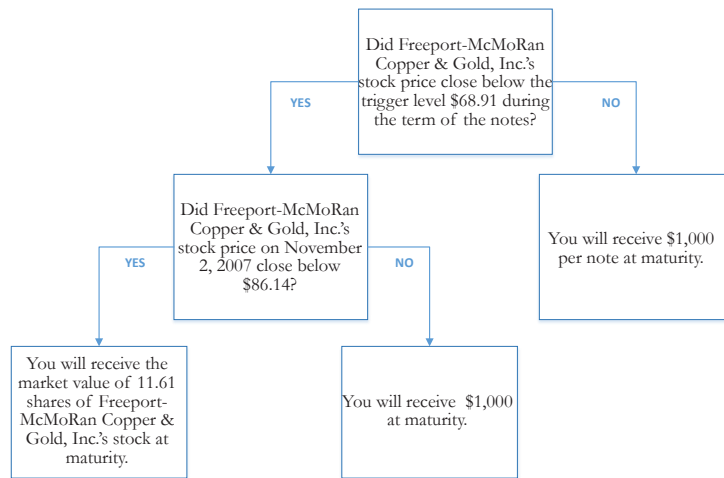 Did Freeport-McMoRan
Copper & Gold, Inc.'s
stock price close below the
trigger level $68.91 during
the term of the notes?
YES
NO
Did Freeport-McMoRan
Copper & Gold, Inc.'s
stock price on November
2, 2007 close below
$86.14?
You will receive $1,000
per note at maturity.
YES
NO
You will receive the
market value of 11.61
shares of Freeport-
McMoRan Copper &
Gold, Inc.'s stock at
maturity.
You will receive $1,000
at maturity.